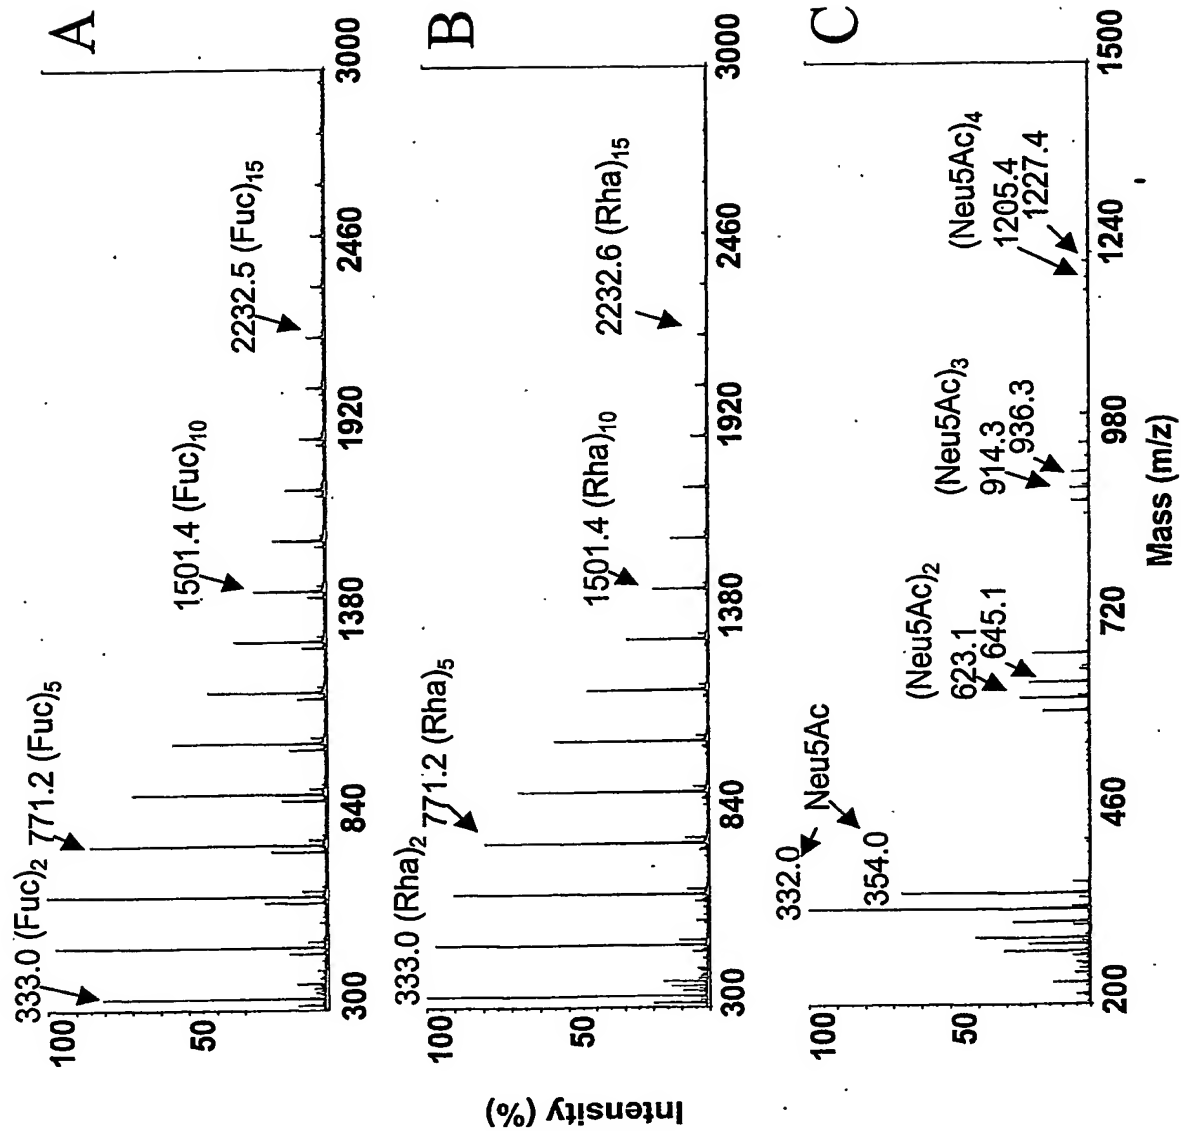 A
100
50
333.0 (Fuc)2
771.2 (Fuc)5
1501.4 (Fuc)10
2232.5 (Fuc)15
300
840
1380
1920
2460
3000
B
100
50
333.0 (Rha)2
771.2 (Rha)5
1501.4 (Rha)10
2232.6 (Rha)15
300
840
1380
1920
2460
3000
Intensity (%)
C
100
50
332.0
354.0
Neu5Ac
(Neu5Ac)2
623.1
645.1
(Neu5Ac)3
914.3
936.3
(Neu5Ac)4
1205.4
1227.4
200
460
720
980
1240
1500
Mass (m/z)